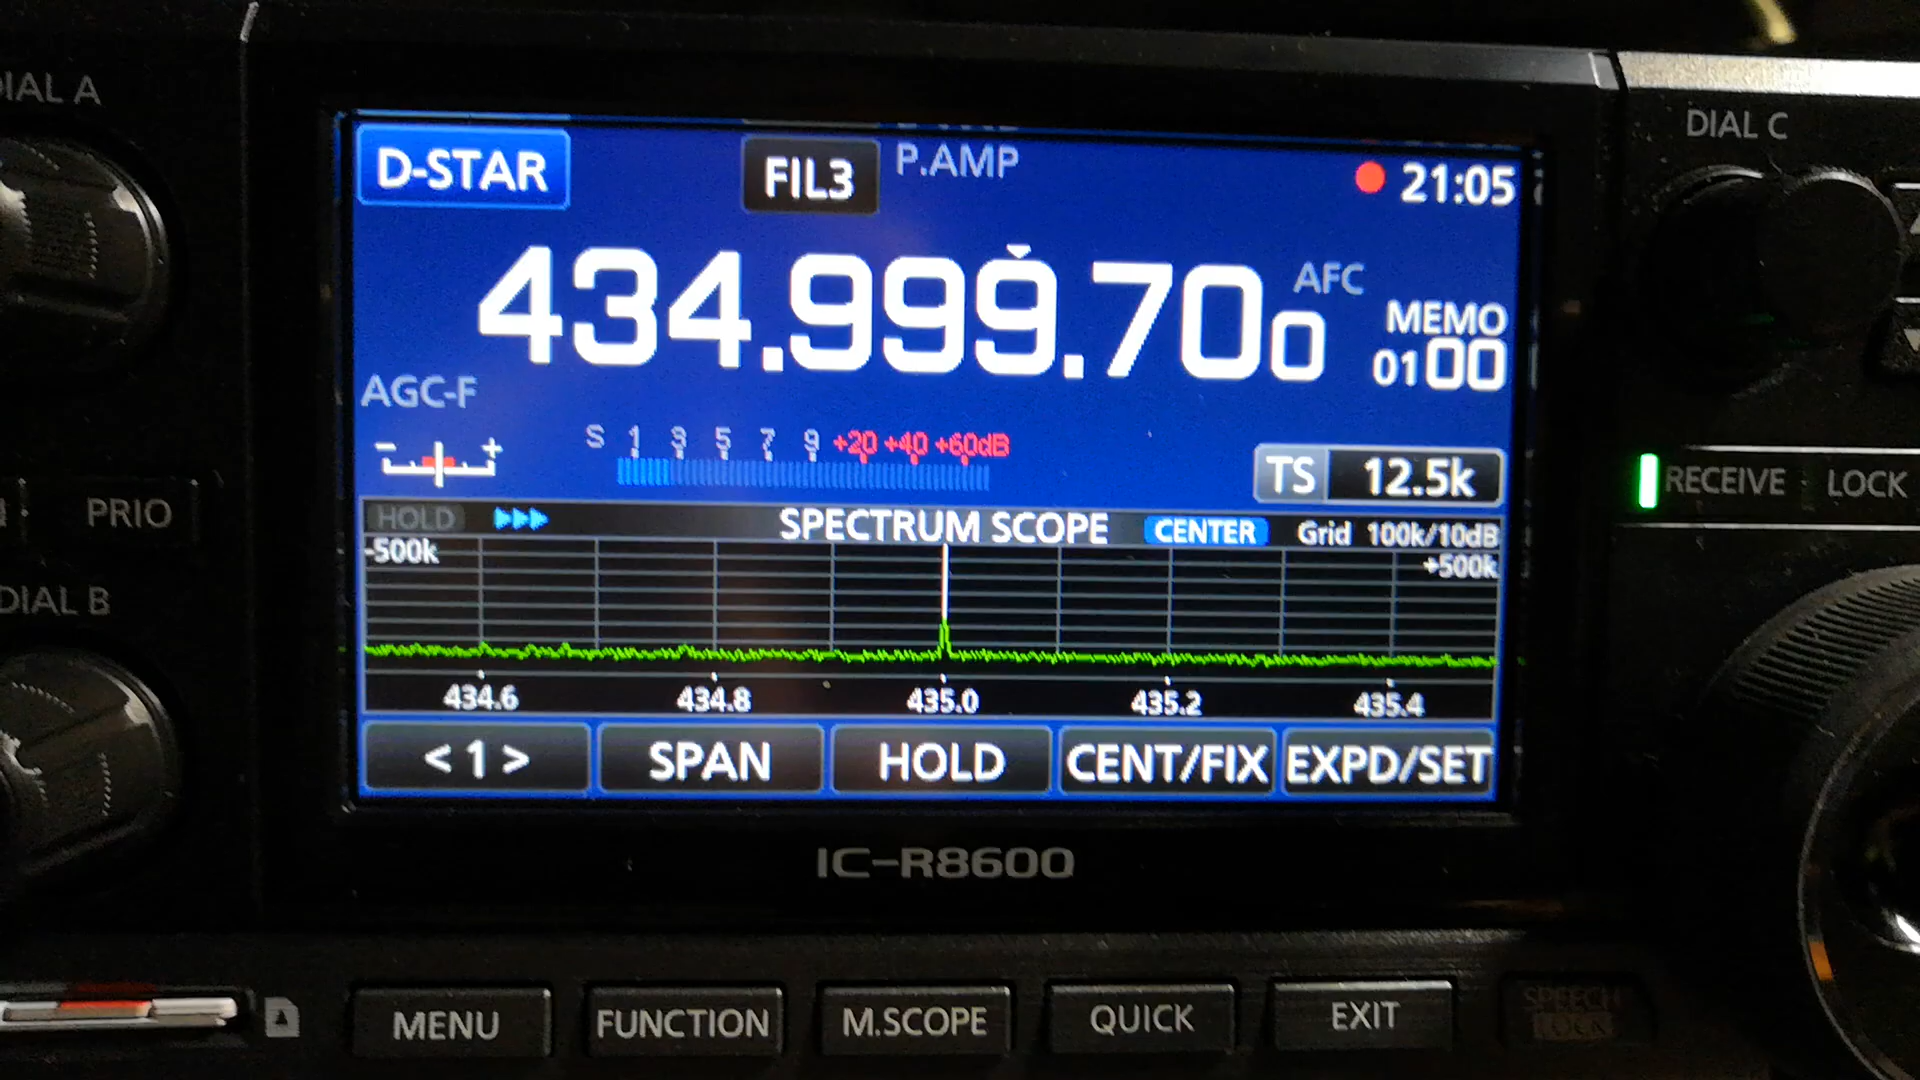 DIAL A
DIAL C
D-STAR FIL3 P.AMP 21:05
434.999.700 AFC
MEMO
0100
AGC-F
S 1 3 5 7 9 +20 +40 +60dB
- +
TS 12.5k
RECEIVE LOCK
PRIO
HOLD SPECTRUM SCOPE CENTER Grid 100k/10dB
-500k +500k
DIAL B
434.6 434.8 435.0 435.2 435.4
< 1 > SPAN HOLD CENT/FIX EXPD/SET
IC-R8600
MENU FUNCTION M.SCOPE QUICK EXIT SPEECH
LOCK